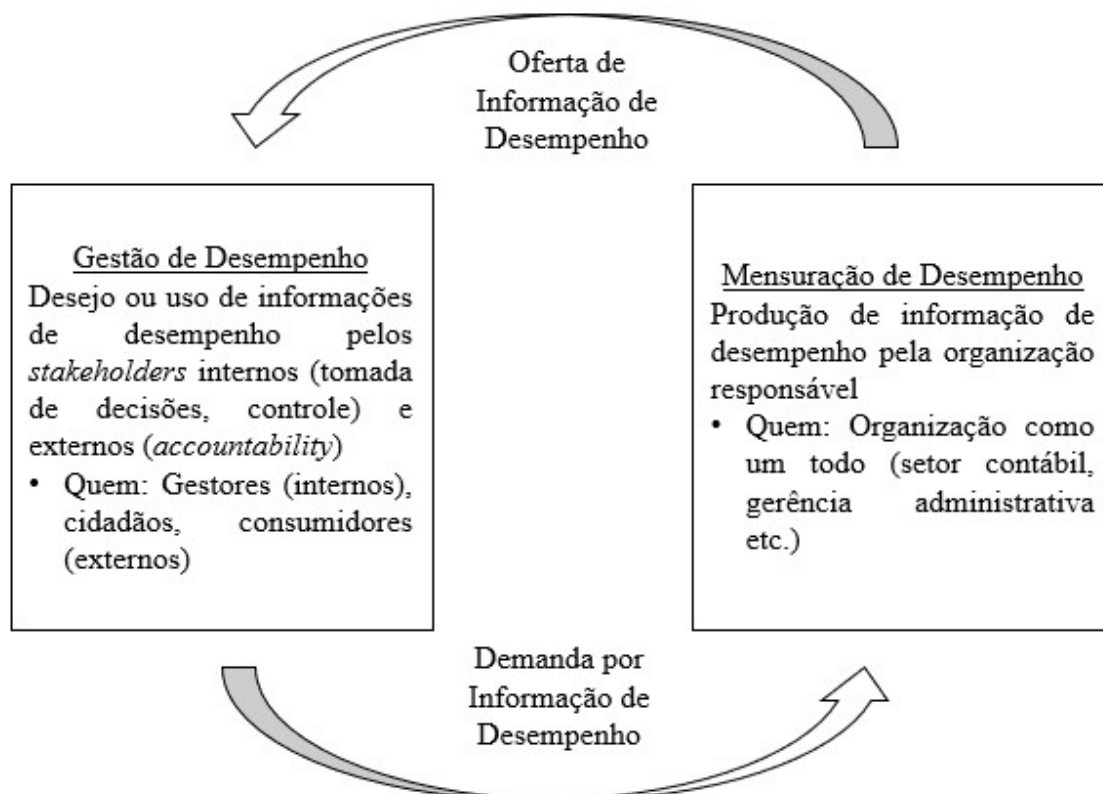 Oferta de
Informação de
Desempenho
Gestão de Desempenho
Desejo ou uso de informações
de desempenho pelos
stakeholders internos (tomada
de decisões, controle) e
externos (accountability)
• Quem: Gestores (internos),
cidadãos, consumidores
(externos)
Mensuração de Desempenho
Produção de informação de
desempenho pela organização
responsável
• Quem: Organização como
um todo (setor contábil,
gerência administrativa
etc.)
Demanda por
Informação de
Desempenho